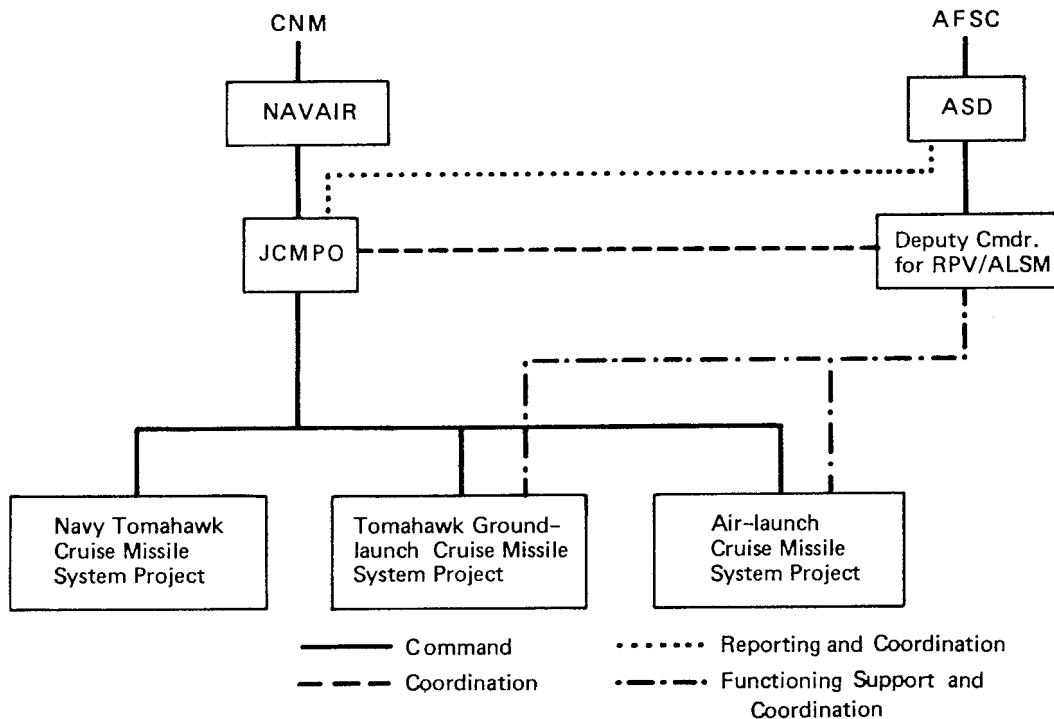 CNM
AFSC
NAVAIR
ASD
JCMPO
Deputy Cmdr.
for RPV/ALSM
Navy Tomahawk
Cruise Missile
System Project
Tomahawk Ground-
launch Cruise Missile
System Project
Air-launch
Cruise Missile
System Project
Command
Reporting and Coordination
Coordination
Functioning Support and
Coordination